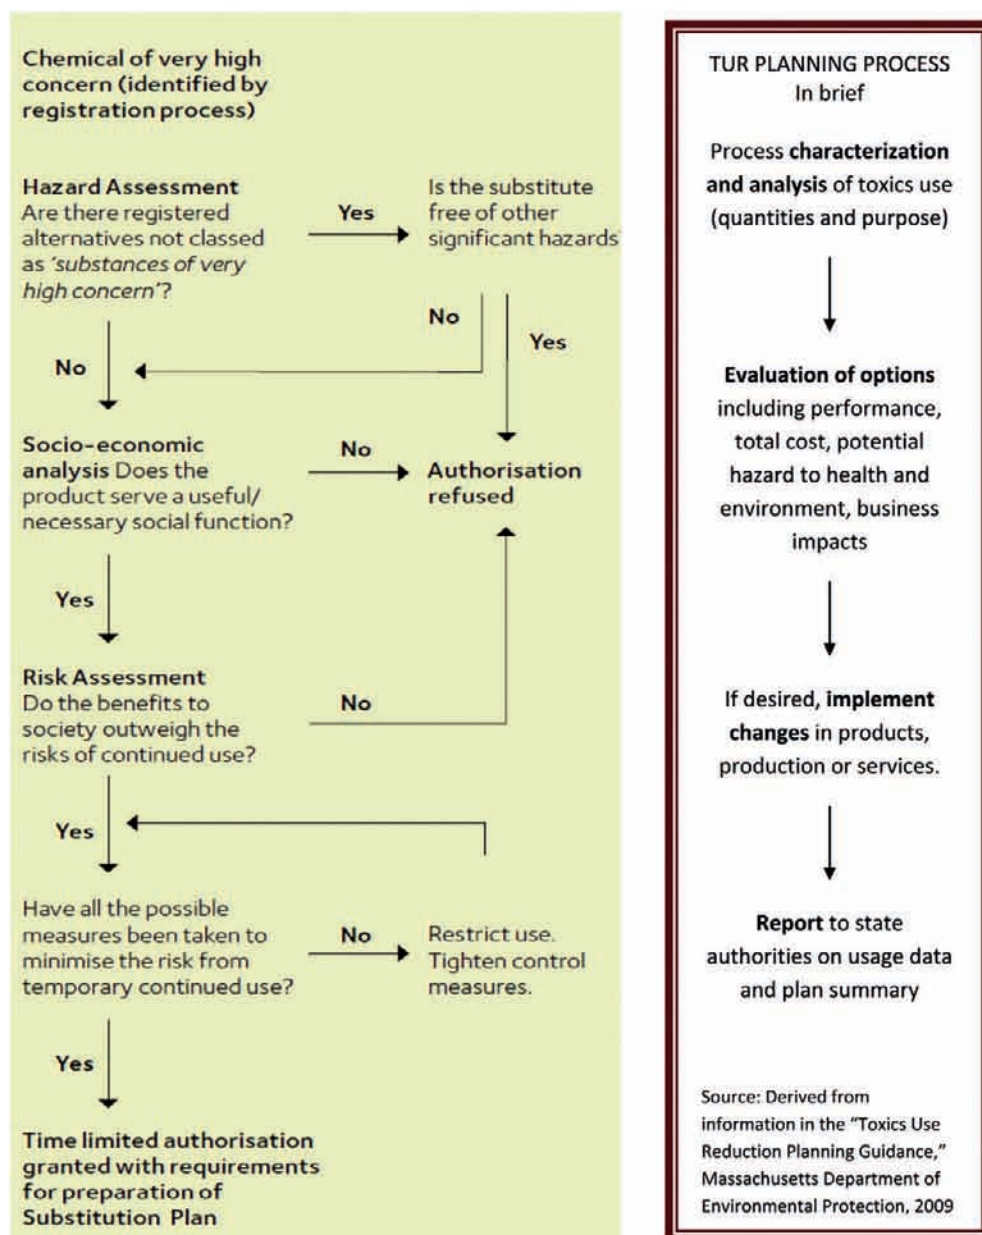 Chemical of very high
concern (identified by
registration process)
Hazard Assessment
Are there registered
alternatives not classed
as 'substances of very
high concern'?
Yes
Is the substitute
free of other
significant hazards'
No
No
Yes
Socio-economic
analysis Does the
product serve a useful/
necessary social function?
No
Authorisation
refused
Yes
Risk Assessment
Do the benefits to
society outweigh the
risks of continued use?
No
Yes
Have all the possible
measures been taken to
minimise the risk from
temporary continued use?
No
Restrict use.
Tighten control
measures.
Yes
Time limited authorisation
granted with requirements
for preparation of
Substitution Plan
TUR PLANNING PROCESS
In brief
Process characterization
and analysis of toxics use
(quantities and purpose)
Evaluation of options
including performance,
total cost, potential
hazard to health and
environment, business
impacts
If desired, implement
changes in products,
production or services.
Report to state
authorities on usage data
and plan summary
Source: Derived from
information in the "Toxics Use
Reduction Planning Guidance,"
Massachusetts Department of
Environmental Protection, 2009